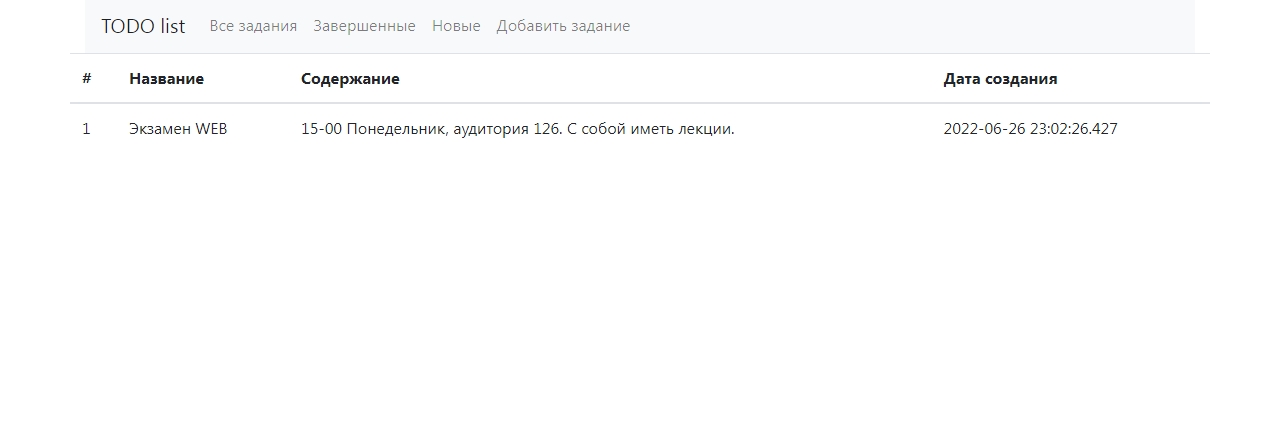 TODO list Все задания Завершенные Новые Добавить задание
# Название Содержание Дата создания
1 Экзамен WEB 15-00 Понедельник, аудитория 126. С собой иметь лекции. 2022-06-26 23:02:26.427